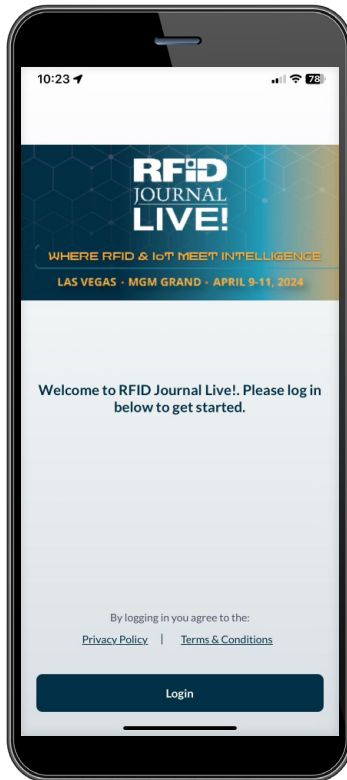 10:23
78
RFID
JOURNAL
LIVE!
WHERE RFID & IoT MEET INTELLIGENCE
LAS VEGAS • MGM GRAND • APRIL 9-11, 2024
Welcome to RFID Journal Live!. Please log in
below to get started.
By logging in you agree to the:
Privacy Policy | Terms & Conditions
Login